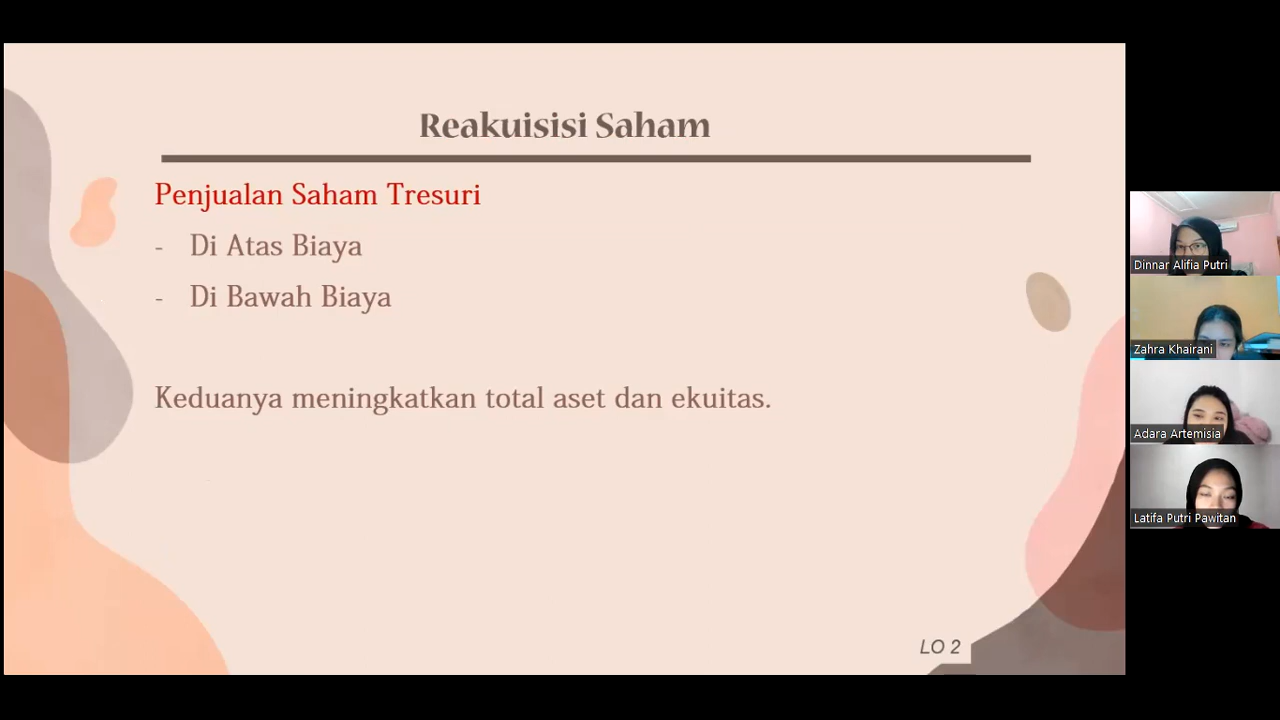 Reakuisisi Saham
Penjualan Saham Tresuri
- Di Atas Biaya
- Di Bawah Biaya
Keduanya meningkatkan total aset dan ekuitas.
LO 2
Dinnar Alifia Putri
Zahra Khairani
Adara Artemisia
Latifa Putri Pawitan